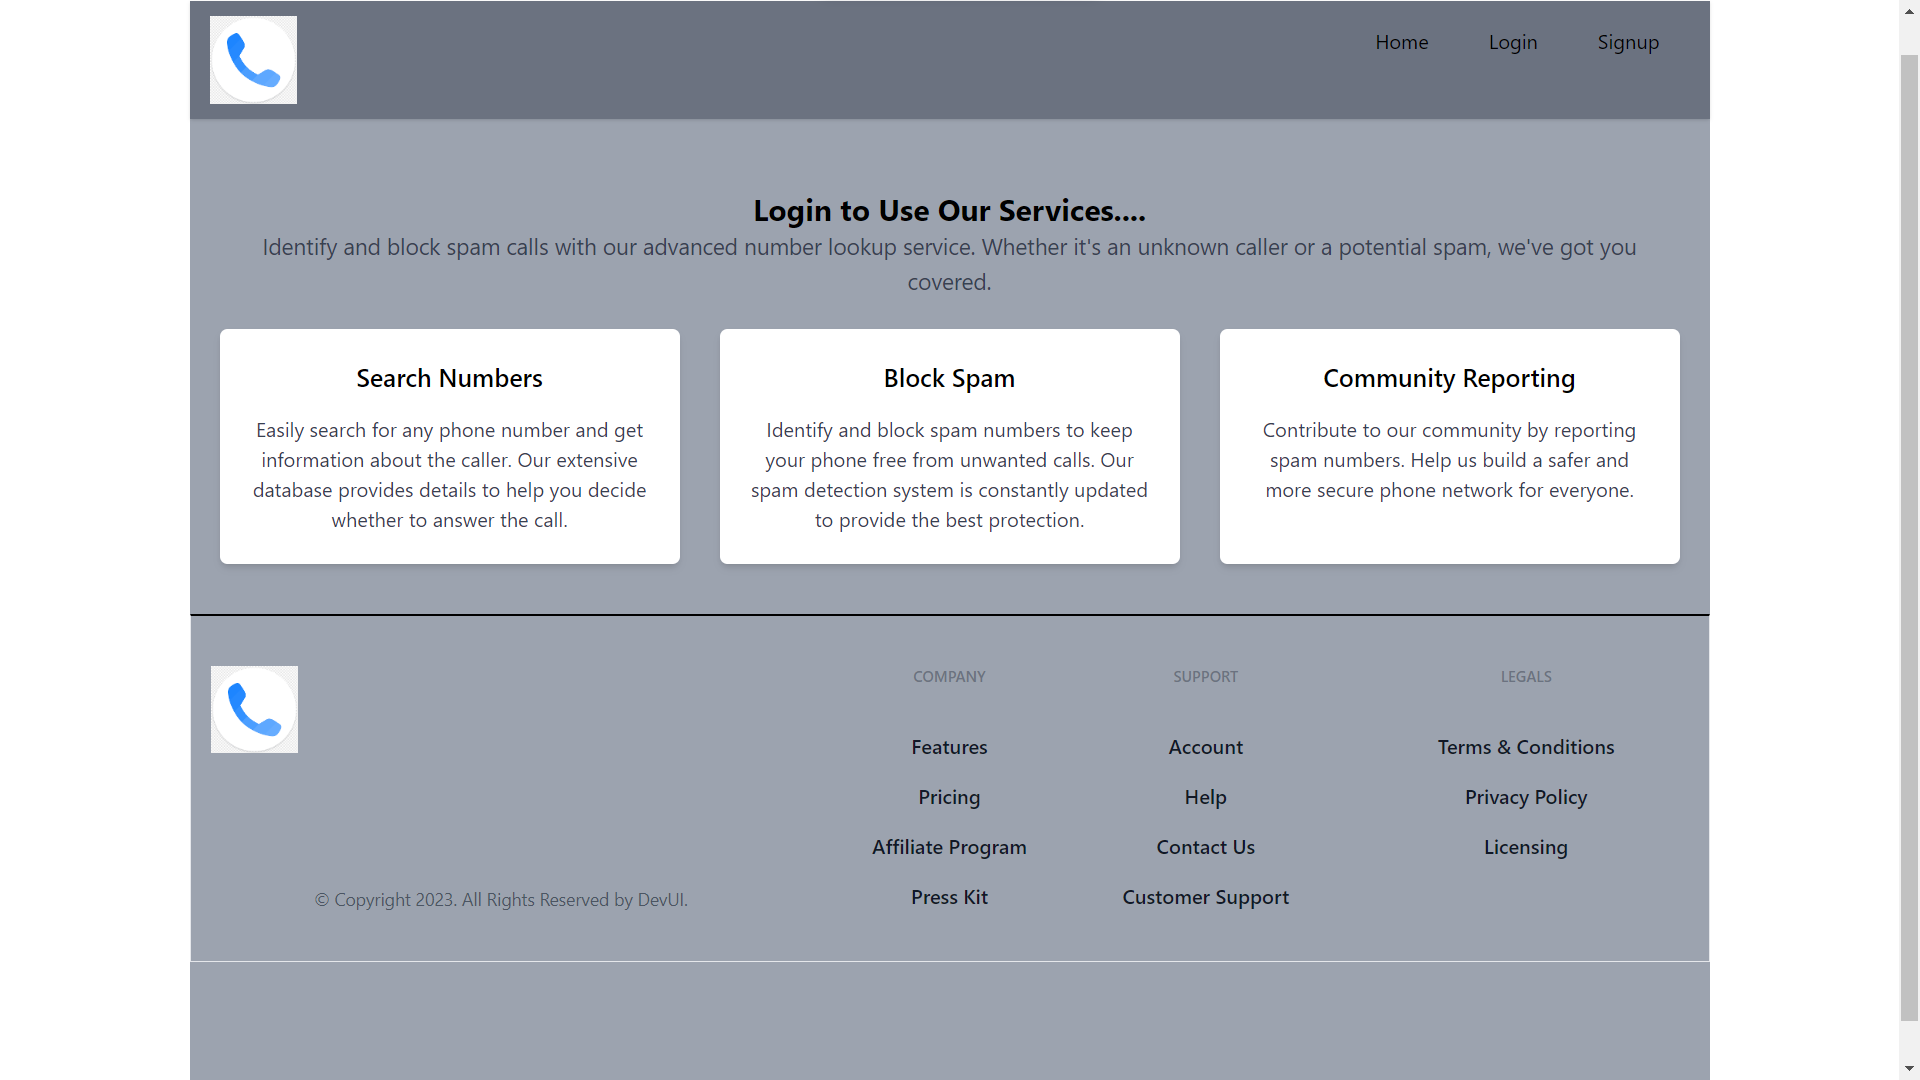 Home Login Signup
Login to Use Our Services....
Identify and block spam calls with our advanced number lookup service. Whether it's an unknown caller or a potential spam, we've got you
covered.
Search Numbers
Easily search for any phone number and get
information about the caller. Our extensive
database provides details to help you decide
whether to answer the call.
Block Spam
Identify and block spam numbers to keep
your phone free from unwanted calls. Our
spam detection system is constantly updated
to provide the best protection.
Community Reporting
Contribute to our community by reporting
spam numbers. Help us build a safer and
more secure phone network for everyone.
© Copyright 2023. All Rights Reserved by DevUI.
COMPANY
Features
Pricing
Affiliate Program
Press Kit
SUPPORT
Account
Help
Contact Us
Customer Support
LEGALS
Terms & Conditions
Privacy Policy
Licensing